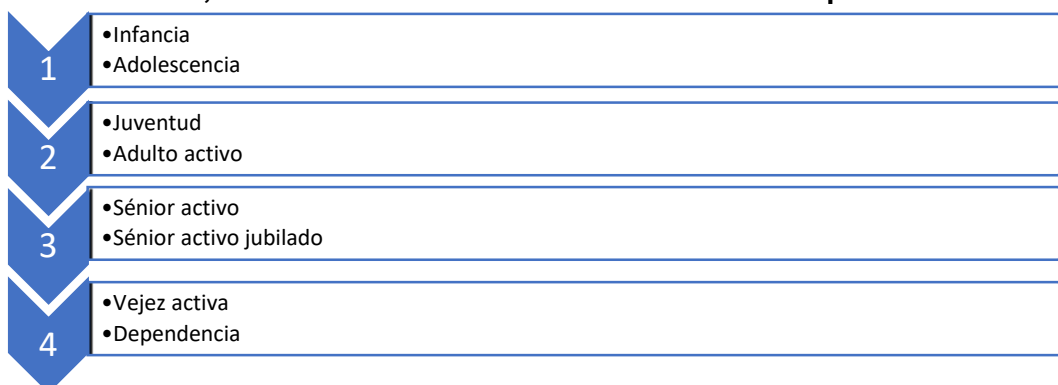 1
•Infancia
•Adolescencia
2
•Juventud
•Adulto activo
3
•Sénior activo
•Sénior activo jubilado
4
•Vejez activa
•Dependencia